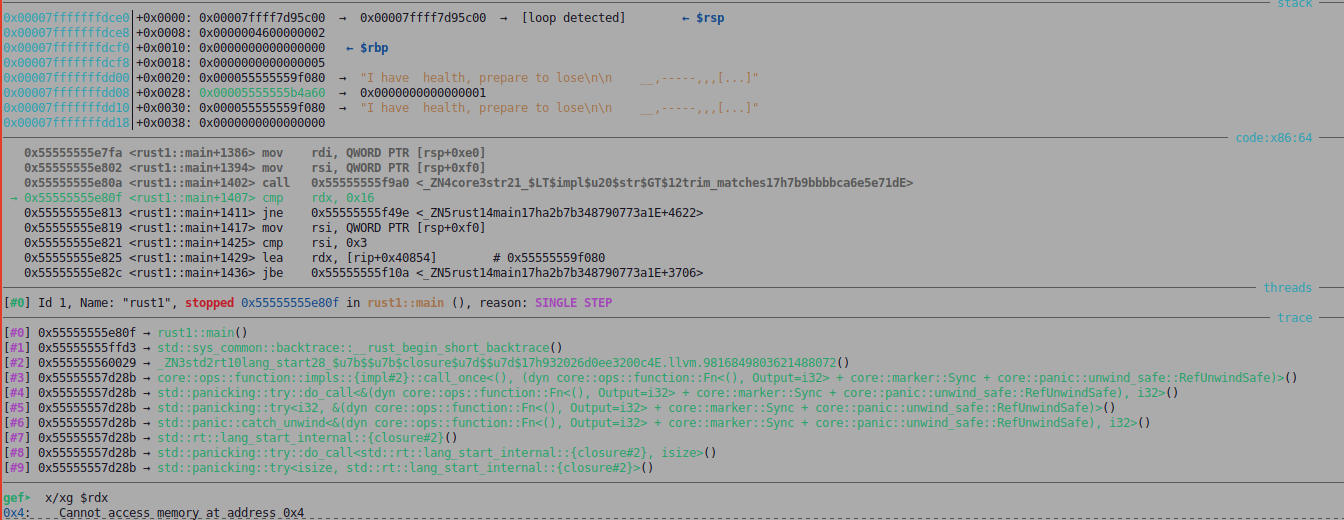 stack
0x00007fffffffdce0│+0x0000: 0x00007ffff7d95c00  →  0x00007ffff7d95c00  →  [loop detected]        ← $rsp
0x00007fffffffdce8│+0x0008: 0x0000004600000002
0x00007fffffffdcf0│+0x0010: 0x0000000000000000   ← $rbp
0x00007fffffffdcf8│+0x0018: 0x0000000000000005
0x00007fffffffdd00│+0x0020: 0x000055555559f080  →  "I have  health, prepare to lose\n\n    __,-----,,,[...]"
0x00007fffffffdd08│+0x0028: 0x00005555555b4a60  →  0x0000000000000001
0x00007fffffffdd10│+0x0030: 0x000055555559f080  →  "I have  health, prepare to lose\n\n    __,-----,,,[...]"
0x00007fffffffdd18│+0x0038: 0x0000000000000000
code:x86:64
0x55555555e7fa <rust1::main+1386> mov    rdi, QWORD PTR [rsp+0xe0]
0x55555555e802 <rust1::main+1394> mov    rsi, QWORD PTR [rsp+0xf0]
0x55555555e80a <rust1::main+1402> call   0x55555555f9a0 <_ZN4core3str21_$LT$impl$u20$str$GT$12trim_matches17h7b9bbbbca6e5e71dE>
→ 0x55555555e80f <rust1::main+1407> cmp    rdx, 0x16
0x55555555e813 <rust1::main+1411> jne    0x55555555f49e <_ZN5rust14main17ha2b7b348790773a1E+4622>
0x55555555e819 <rust1::main+1417> mov    rsi, QWORD PTR [rsp+0xf0]
0x55555555e821 <rust1::main+1425> cmp    rsi, 0x3
0x55555555e825 <rust1::main+1429> lea    rdx, [rip+0x40854]        # 0x55555559f080
0x55555555e82c <rust1::main+1436> jbe    0x55555555f10a <_ZN5rust14main17ha2b7b348790773a1E+3706>
threads
[#0] Id 1, Name: "rust1", stopped 0x55555555e80f in rust1::main (), reason: SINGLE STEP
trace
[#0] 0x55555555e80f → rust1::main()
[#1] 0x55555555ffd3 → std::sys_common::backtrace::__rust_begin_short_backtrace()
[#2] 0x555555560029 → _ZN3std2rt10lang_start28_$u7b$$u7b$closure$u7d$$u7d$17h932026d0ee3200c4E.llvm.9816849803621488072()
[#3] 0x55555557d28b → core::ops::function::impls::{impl#2}::call_once<(), (dyn core::ops::function::Fn<(), Output=i32> + core::marker::Sync + core::panic::unwind_safe::RefUnwindSafe)>()
[#4] 0x55555557d28b → std::panicking::try::do_call<&(dyn core::ops::function::Fn<(), Output=i32> + core::marker::Sync + core::panic::unwind_safe::RefUnwindSafe), i32>()
[#5] 0x55555557d28b → std::panicking::try<i32, &(dyn core::ops::function::Fn<(), Output=i32> + core::marker::Sync + core::panic::unwind_safe::RefUnwindSafe)>()
[#6] 0x55555557d28b → std::panic::catch_unwind<&(dyn core::ops::function::Fn<(), Output=i32> + core::marker::Sync + core::panic::unwind_safe::RefUnwindSafe), i32>()
[#7] 0x55555557d28b → std::rt::lang_start_internal::{closure#2}()
[#8] 0x55555557d28b → std::panicking::try::do_call<std::rt::lang_start_internal::{closure#2}, isize>()
[#9] 0x55555557d28b → std::panicking::try<isize, std::rt::lang_start_internal::{closure#2}>()
gef➤  x/xg $rdx
0x4:    Cannot access memory at address 0x4